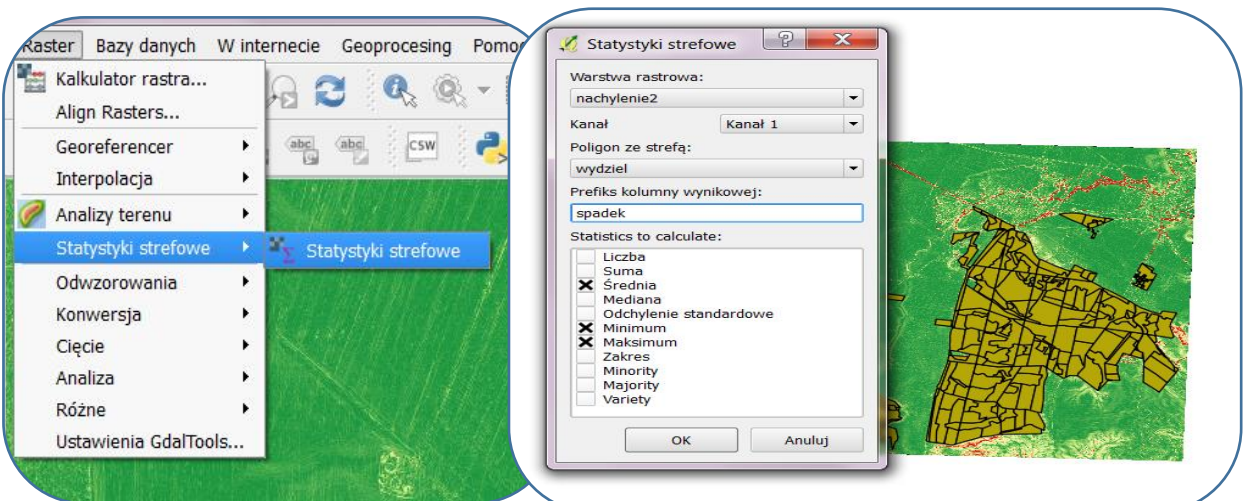 Raster Bazy danych W internecie Geoprocesing Pomoc
Kalkulator rastra...
Align Rasters...
Georeferencer
Interpolacja
Analizy terenu
Statystyki strefowe
Statystyki strefowe
Odwzorowania
Konwersja
Cięcie
Analiza
Różne
Ustawienia GdalTools...
abc
abc
CSW
Statystyki strefowe
Warstwa rastrowa:
nachylenie2
Kanał
Kanał 1
Poligon ze strefą:
wydziel
Prefiks kolumny wynikowej:
spadek
Statistics to calculate:
Liczba
Suma
Średnia
Mediana
Odchylenie standardowe
Minimum
Maksimum
Zakres
Minority
Majority
Variety
OK
Anuluj